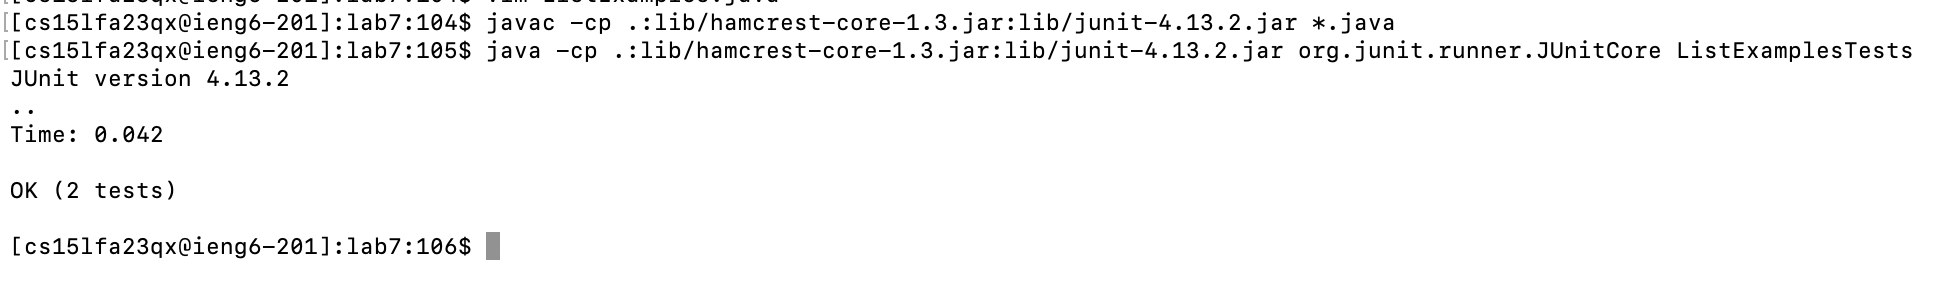 [[cs15lfa23qx@ieng6-201]:lab7:104$ javac -cp .:lib/hamcrest-core-1.3.jar:lib/junit-4.13.2.jar *.java
[[cs15lfa23qx@ieng6-201]:lab7:105$ java -cp .:lib/hamcrest-core-1.3.jar:lib/junit-4.13.2.jar org.junit.runner.JUnitCore ListExamplesTests
JUnit version 4.13.2
..
Time: 0.042
OK (2 tests)
[cs15lfa23qx@ieng6-201]:lab7:106$